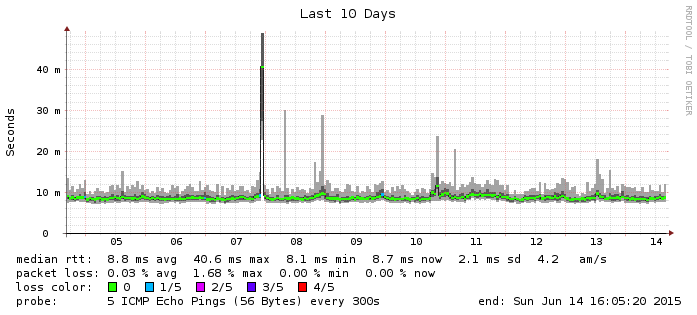 Last 10 Days
RRDTOOL / TOBI OETIKER
Seconds
40 m
30 m
20 m
10 m
0
05 06 07 08 09 10 11 12 13 14
median rtt: 8.8 ms avg 40.6 ms max 8.1 ms min 8.7 ms now 2.1 ms sd 4.2 am/s
packet loss: 0.03 % avg 1.68 % max 0.00 % min 0.00 % now
loss color: 0 1/5 2/5 3/5 4/5
probe: 5 ICMP Echo Pings (56 Bytes) every 300s end: Sun Jun 14 16:05:20 2015